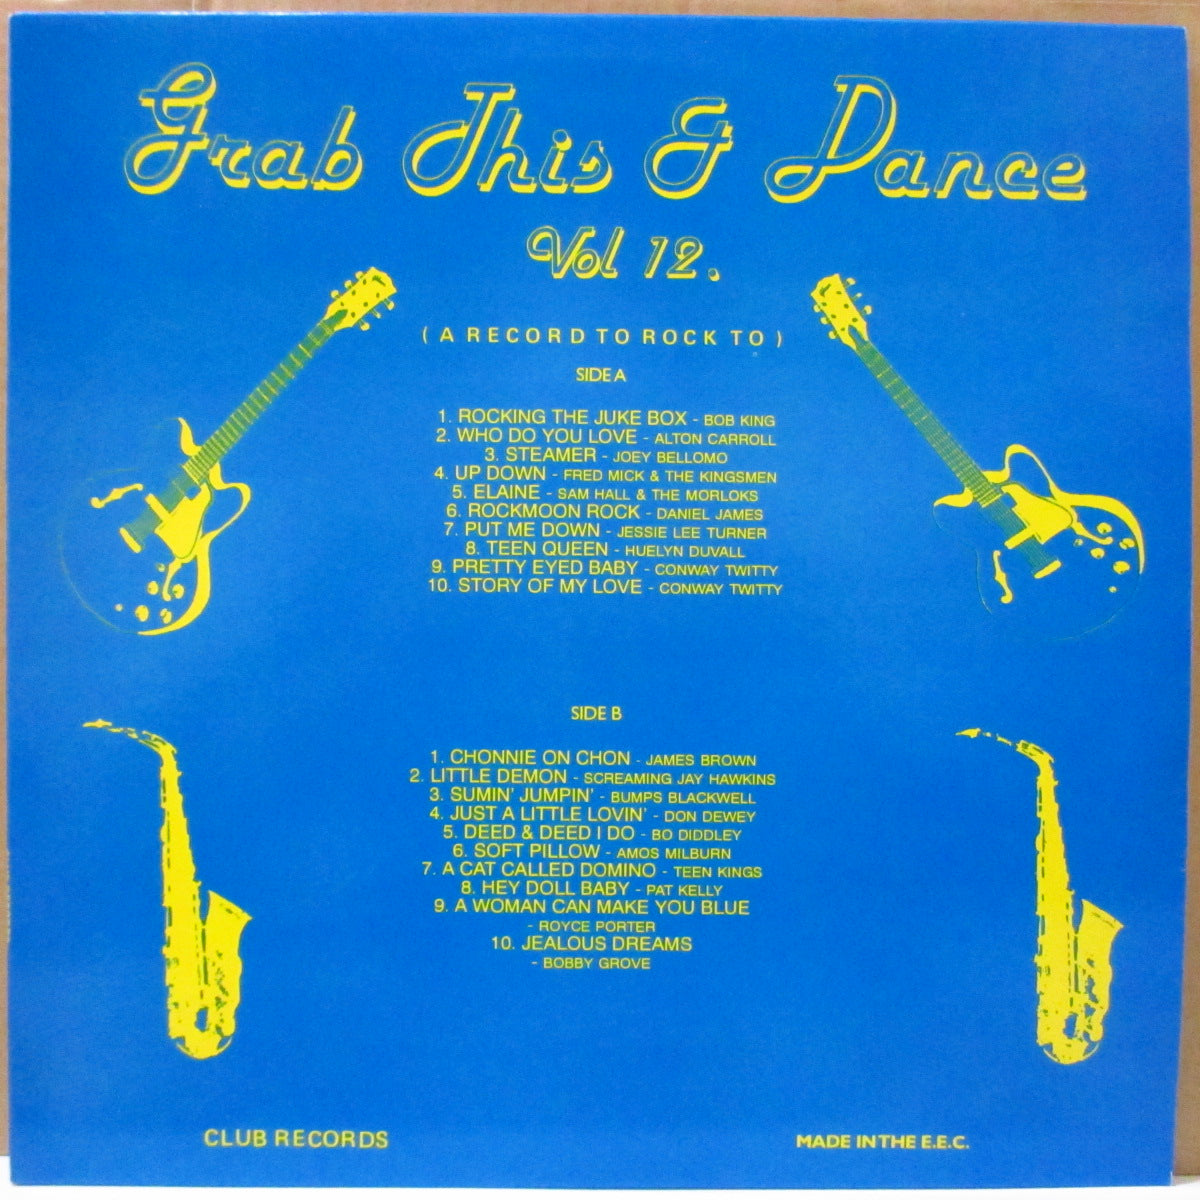 Grab This & Dance
Vol 12.
( A RECORD TO ROCK TO )
SIDE A
1. ROCKING THE JUKE BOX - BOB KING
2. WHO DO YOU LOVE - ALTON CARROLL
3. STEAMER - JOEY BELLOMO
4. UP DOWN - FRED MICK & THE KINGSMEN
5. ELAINE - SAM HALL & THE MORLOKS
6. ROCKMOON ROCK - DANIEL JAMES
7. PUT ME DOWN - JESSIE LEE TURNER
8. TEEN QUEEN - HUELYN DUVALL
9. PRETTY EYED BABY - CONWAY TWITTY
10. STORY OF MY LOVE - CONWAY TWITTY
SIDE B
1. CHONNIE ON CHON - JAMES BROWN
2. LITTLE DEMON - SCREAMING JAY HAWKINS
3. SUMIN' JUMPIN' - BUMPS BLACKWELL
4. JUST A LITTLE LOVIN' - DON DEWEY
5. DEED & DEED I DO - BO DIDDLEY
6. SOFT PILLOW - AMOS MILBURN
7. A CAT CALLED DOMINO - TEEN KINGS
8. HEY DOLL BABY - PAT KELLY
9. A WOMAN CAN MAKE YOU BLUE
- ROYCE PORTER
10. JEALOUS DREAMS
- BOBBY GROVE
CLUB RECORDS
MADE IN THE E.E.C.